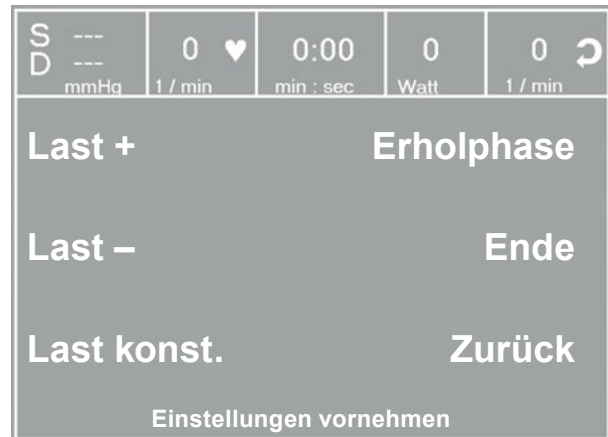 S --- 0 ♥ 0:00 0 0
D ---
mmHg 1 / min min : sec Watt 1 / min
Last + Erholphase
Last – Ende
Last konst. Zurück
Einstellungen vornehmen